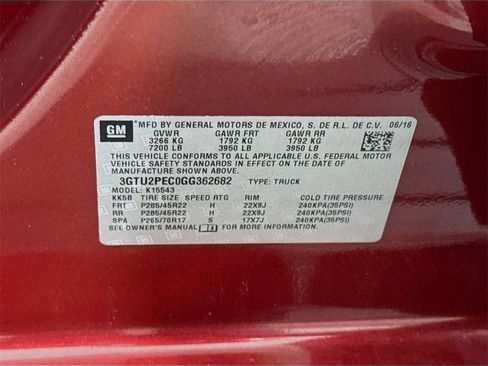 GM
MFD BY GENERAL MOTORS DE MEXICO, S. DE R.L. DE C.V. 06/16
GVWR GAWR FRT GAWR RR
3266 KG 1792 KG 1792 KG
7200 LB 3950 LB 3950 LB
THIS VEHICLE CONFORMS TO ALL APPLICABLE U.S. FEDERAL MOTOR
VEHICLE SAFETY STANDARDS IN EFFECT ON THE DATE OF
MANUFACTURE SHOWN ABOVE.
3GTU2PEC0GG362682 TYPE: TRUCK
MODEL: K15543
KK5B TIRE SIZE SPEED RTG RIM COLD TIRE PRESSURE
FRT P285/45R22 H 22X9J 240KPA(35PSI)
RR P285/45R22 H 22X9J 240KPA(35PSI)
SPA P265/70R17 S 17X7J 240KPA(35PSI)
SEE OWNER'S MANUAL FOR MORE INFORMATION.